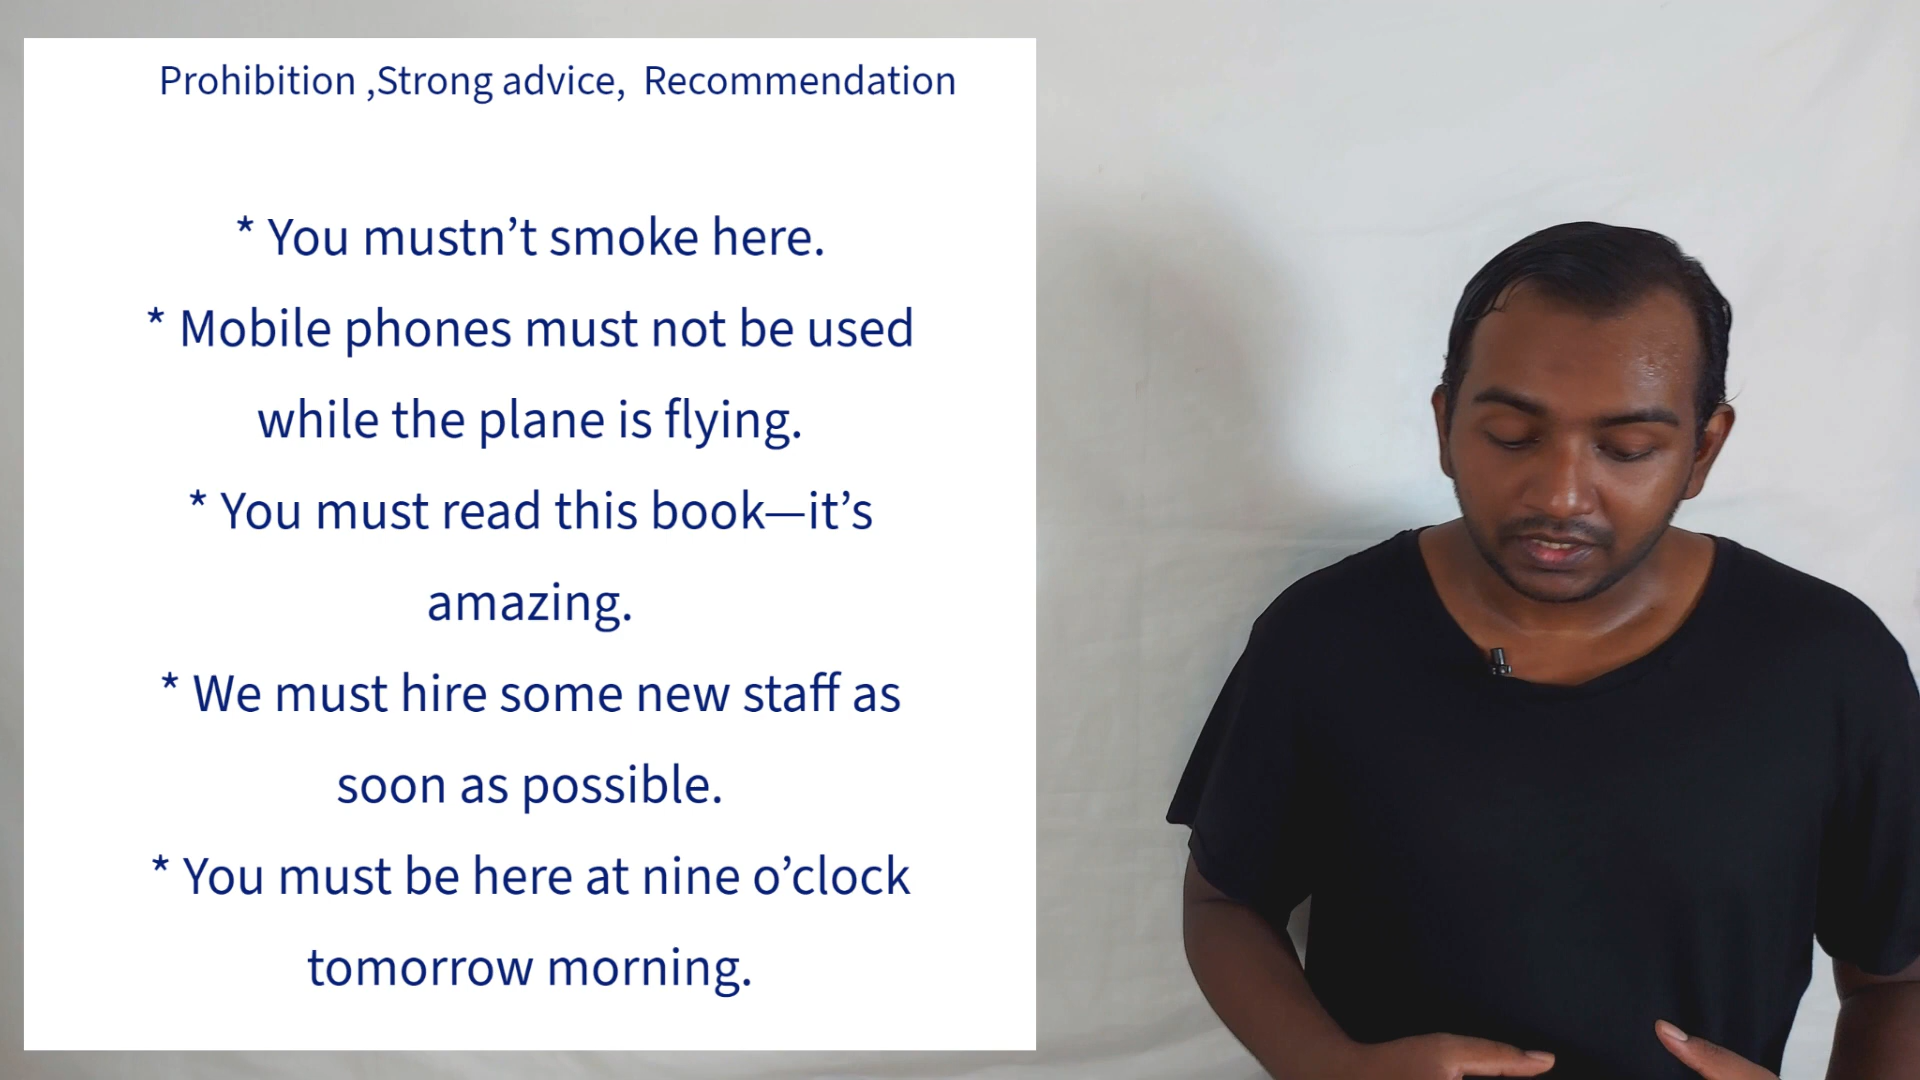 Prohibition ,Strong advice,  Recommendation
* You mustn’t smoke here.
* Mobile phones must not be used
while the plane is flying.
* You must read this book—it’s
amazing.
* We must hire some new staff as
soon as possible.
* You must be here at nine o’clock
tomorrow morning.